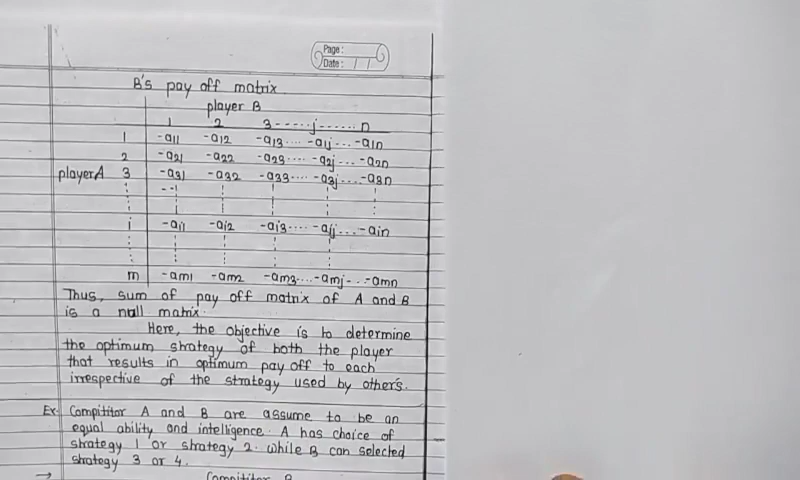 Page :
Date : / /
B's pay off matrix.
player B
1 2 3 ------ j ------ n
1 -a11 -a12 -a13 .... -a1j ... -a1n
2 -a21 -a22 -a23 .... -a2j ... -a2n
player A 3 -a31 -a32 -a33 .... -a3j .... -a3n
i -ai1 -ai2 -ai3 .... -aij ... -ain
m -am1 -am2 -am3 .... -amj ... -amn
Thus, sum of pay off matrix of A and B
is a null matrix.
Here, the objective is to determine
the optimum strategy of both the player
that results in optimum pay off to each
irrespective of the strategy used by other's.
Ex Compititor A and B are assume to be an
equal ability and intelligence. A has choice of
strategy 1 or strategy 2. while B can selected
strategy 3 or 4.
→ Compititor B